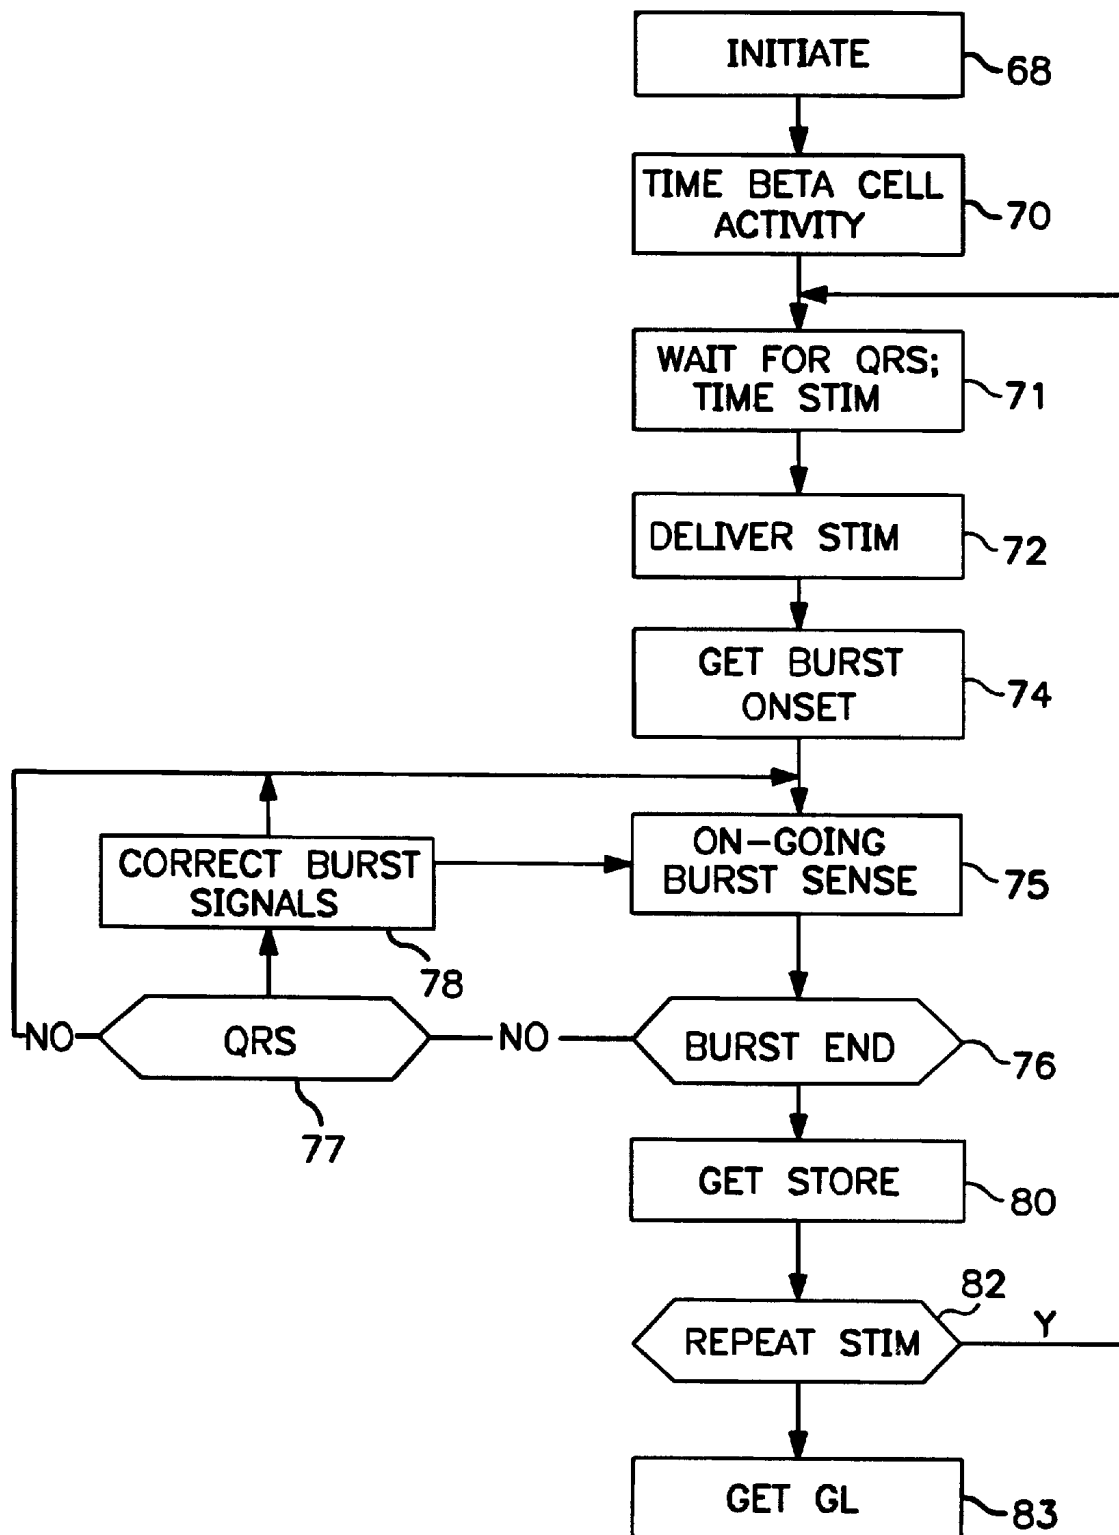 INITIATE
68
TIME BETA CELL
ACTIVITY
70
WAIT FOR QRS;
TIME STIM
71
DELIVER STIM
72
GET BURST
ONSET
74
ON-GOING
BURST SENSE
75
CORRECT BURST
SIGNALS
78
NO
QRS
77
NO
BURST END
76
GET STORE
80
REPEAT STIM
82
Y
GET GL
83